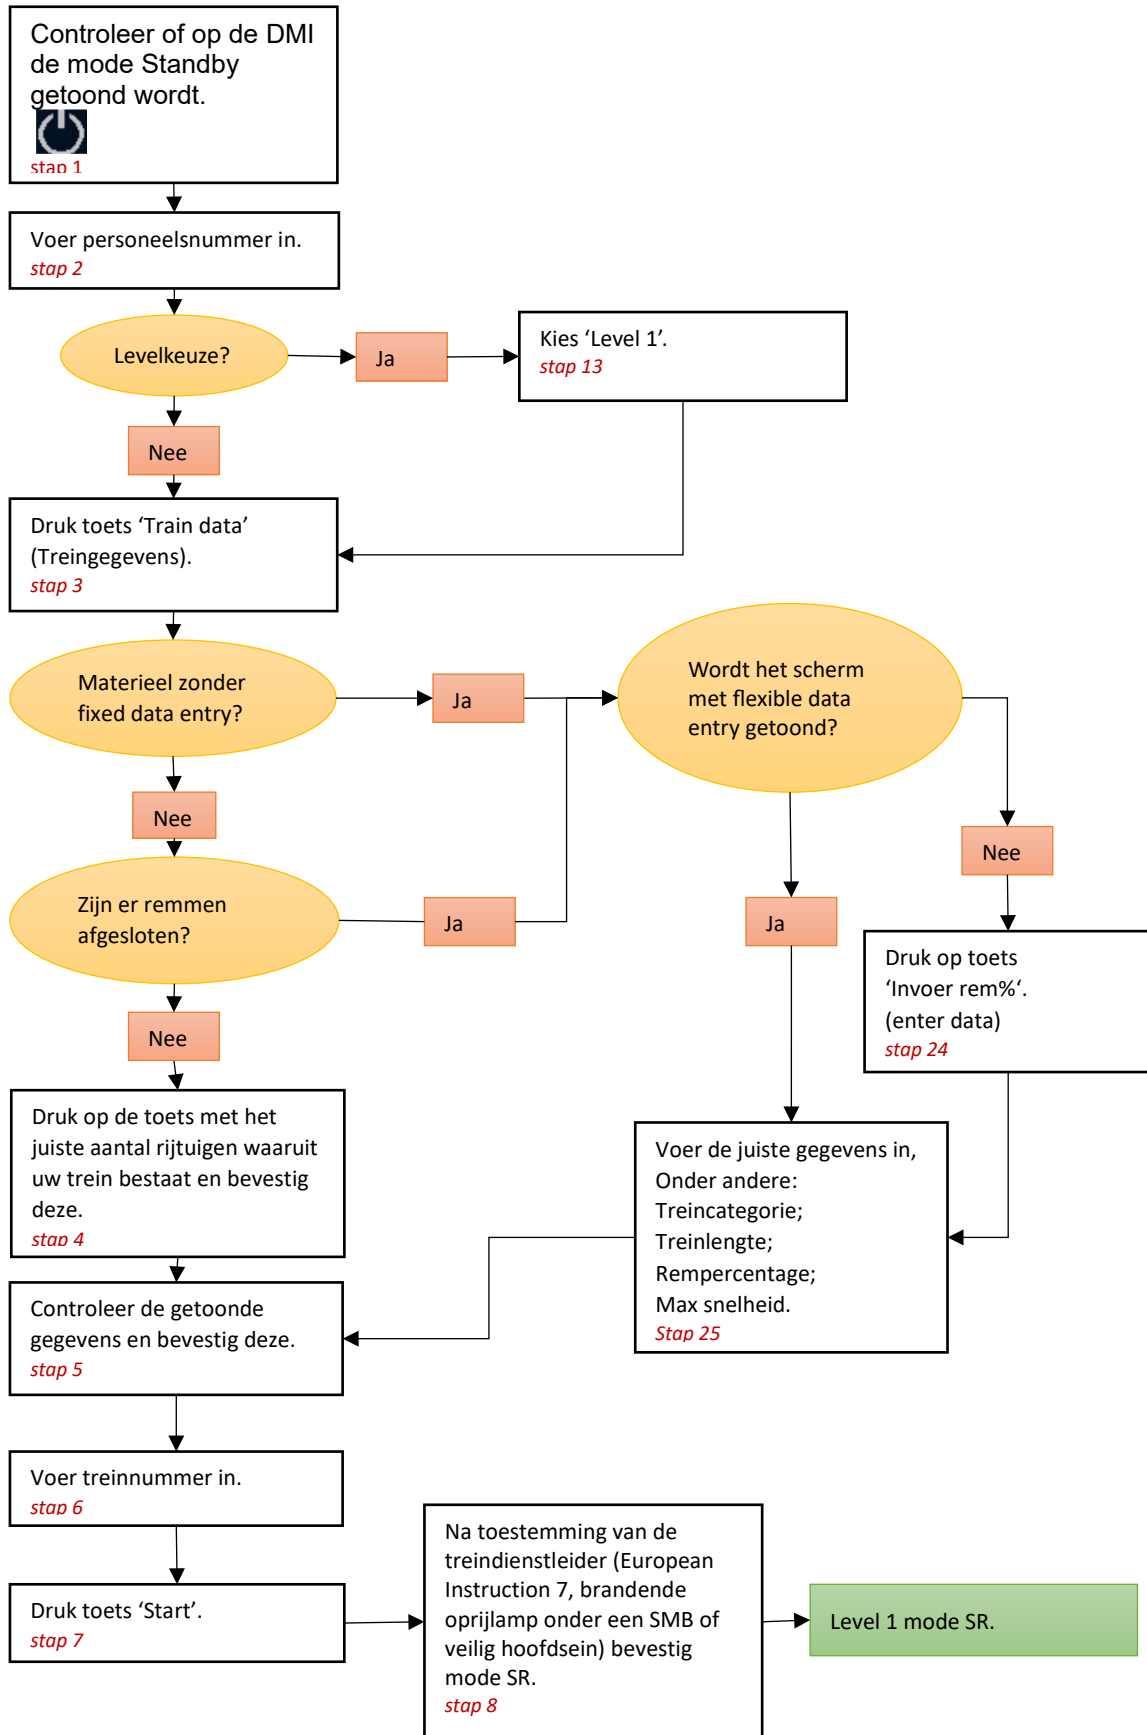 Controleer of op de DMI
de mode Standby
getoond wordt.
stap 1
Voer personeelsnummer in.
stap 2
Levelkeuze?
Ja
Kies ‘Level 1’.
stap 13
Nee
Druk toets ‘Train data’
(Treingegevens).
stap 3
Materieel zonder
fixed data entry?
Ja
Wordt het scherm
met flexible data
entry getoond?
Nee
Nee
Zijn er remmen
afgesloten?
Ja
Ja
Druk op toets
‘Invoer rem%‘.
(enter data)
stap 24
Nee
Druk op de toets met het
juiste aantal rijtuigen waaruit
uw trein bestaat en bevestig
deze.
stap 4
Voer de juiste gegevens in,
Onder andere:
Treincategorie;
Treinlengte;
Rempercentage;
Max snelheid.
Stap 25
Controleer de getoonde
gegevens en bevestig deze.
stap 5
Voer treinnummer in.
stap 6
Druk toets ‘Start’.
stap 7
Na toestemming van de
treindienstleider (European
Instruction 7, brandende
oprijlamp onder een SMB of
veilig hoofdsein) bevestig
mode SR.
stap 8
Level 1 mode SR.